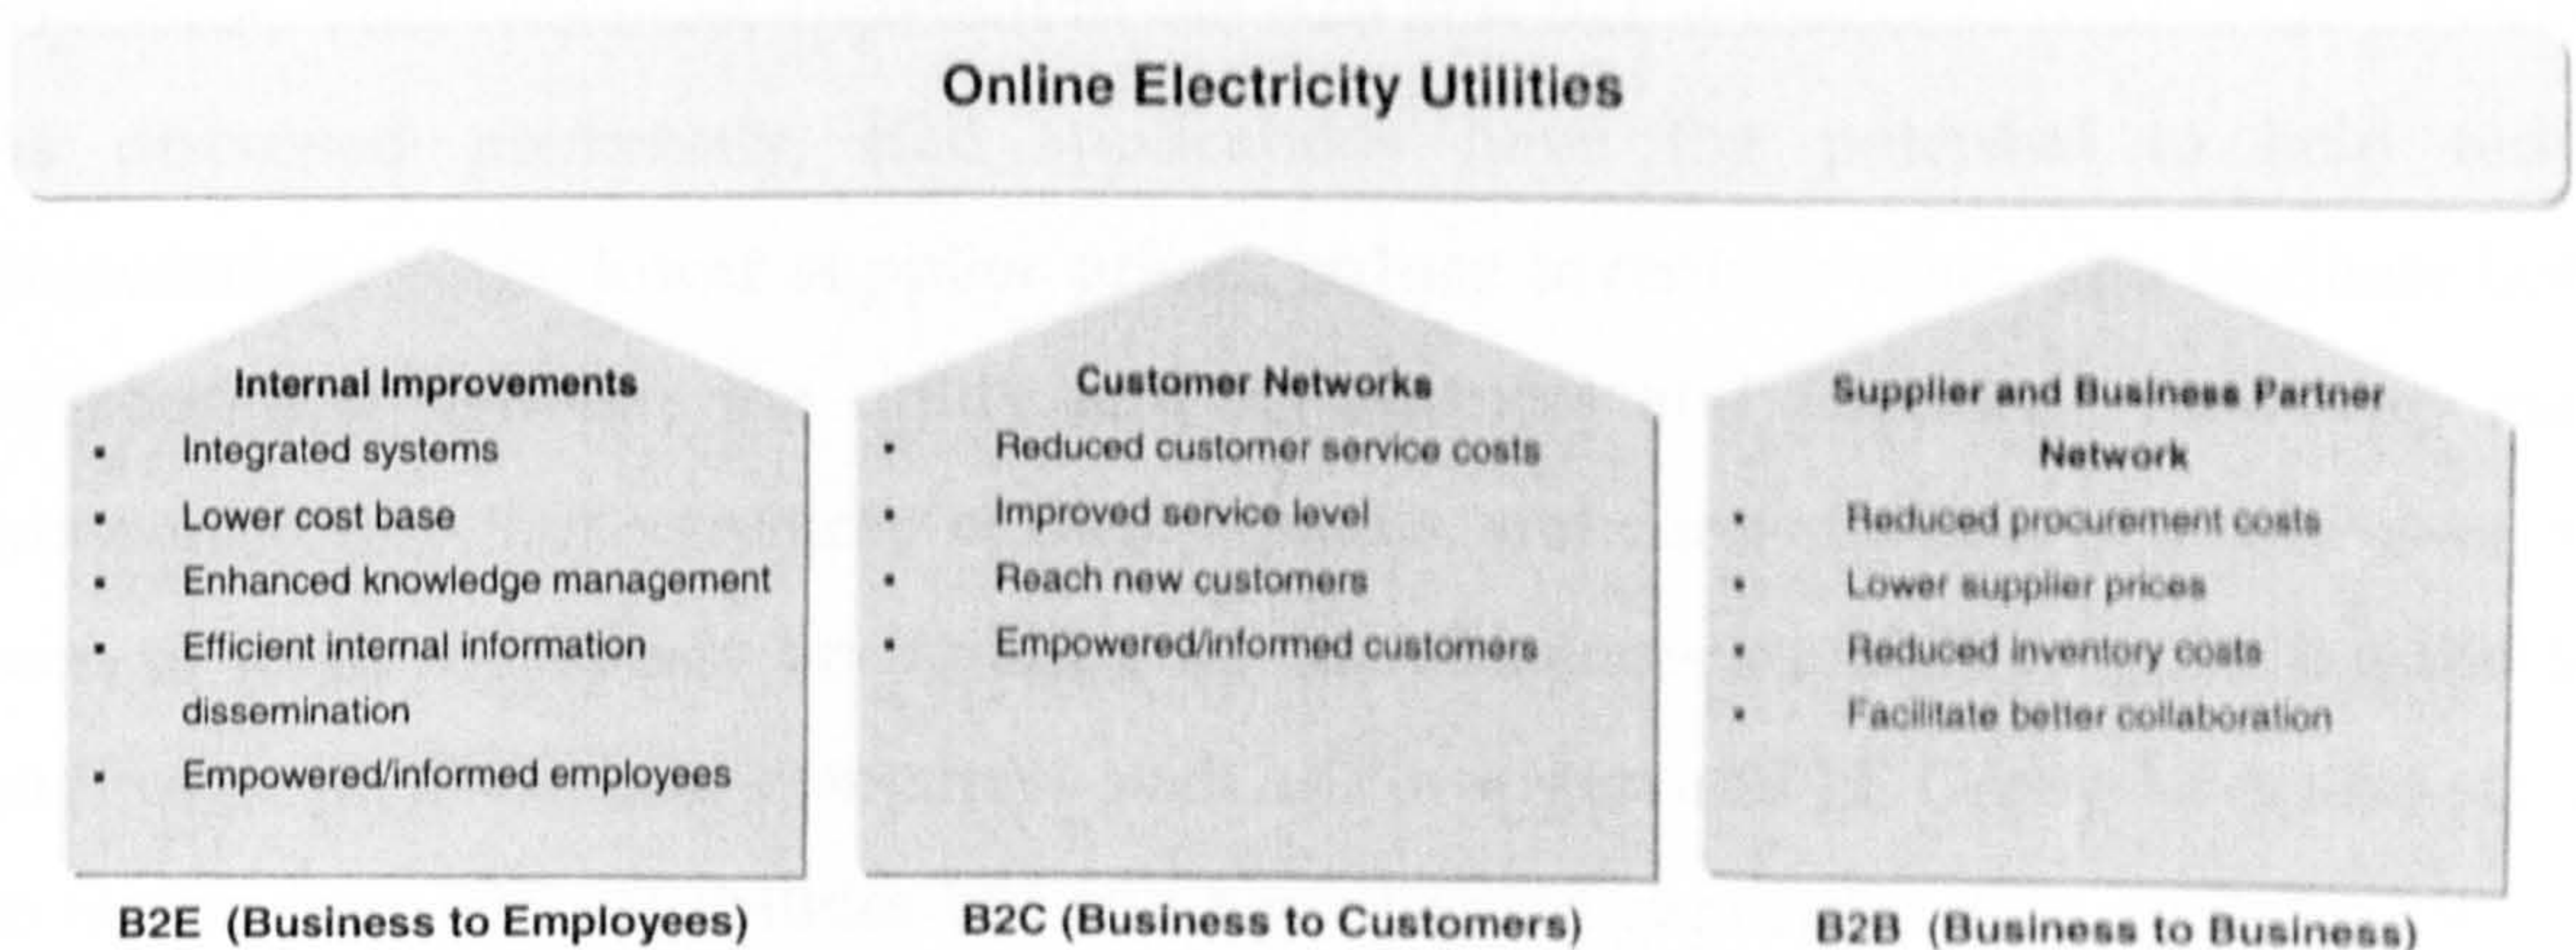 Online Electricity Utilities
Internal Improvements
▪ Integrated systems
▪ Lower cost base
▪ Enhanced knowledge management
▪ Efficient internal information
dissemination
▪ Empowered/informed employees
B2E (Business to Employees)
Customer Networks
▪ Reduced customer service costs
▪ Improved service level
▪ Reach new customers
▪ Empowered/informed customers
B2C (Business to Customers)
Supplier and Business Partner
Network
▪ Reduced procurement costs
▪ Lower supplier prices
▪ Reduced inventory costs
▪ Facilitate better collaboration
B2B (Business to Business)